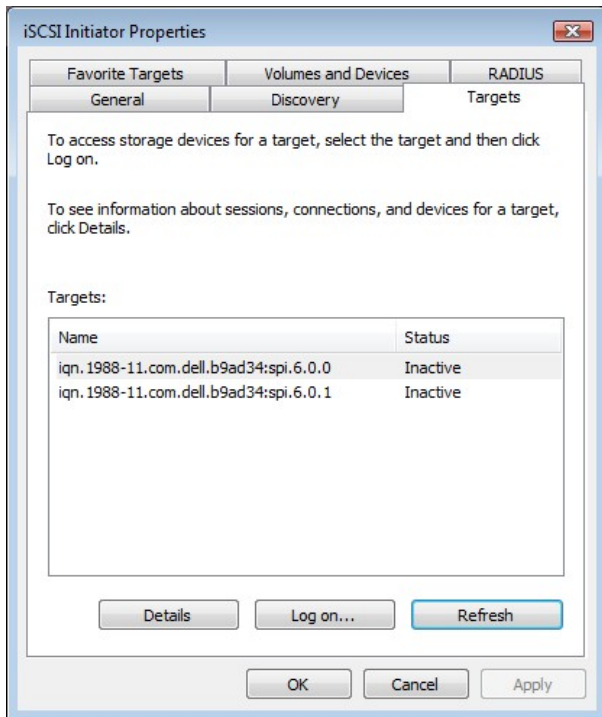 iSCSI Initiator Properties
Favorite Targets Volumes and Devices RADIUS
General Discovery Targets
To access storage devices for a target, select the target and then click
Log on.
To see information about sessions, connections, and devices for a target,
click Details.
Targets:
Name Status
iqn.1988-11.com.dell.b9ad34:spi.6.0.0 Inactive
iqn.1988-11.com.dell.b9ad34:spi.6.0.1 Inactive
Details Log on... Refresh
OK Cancel Apply